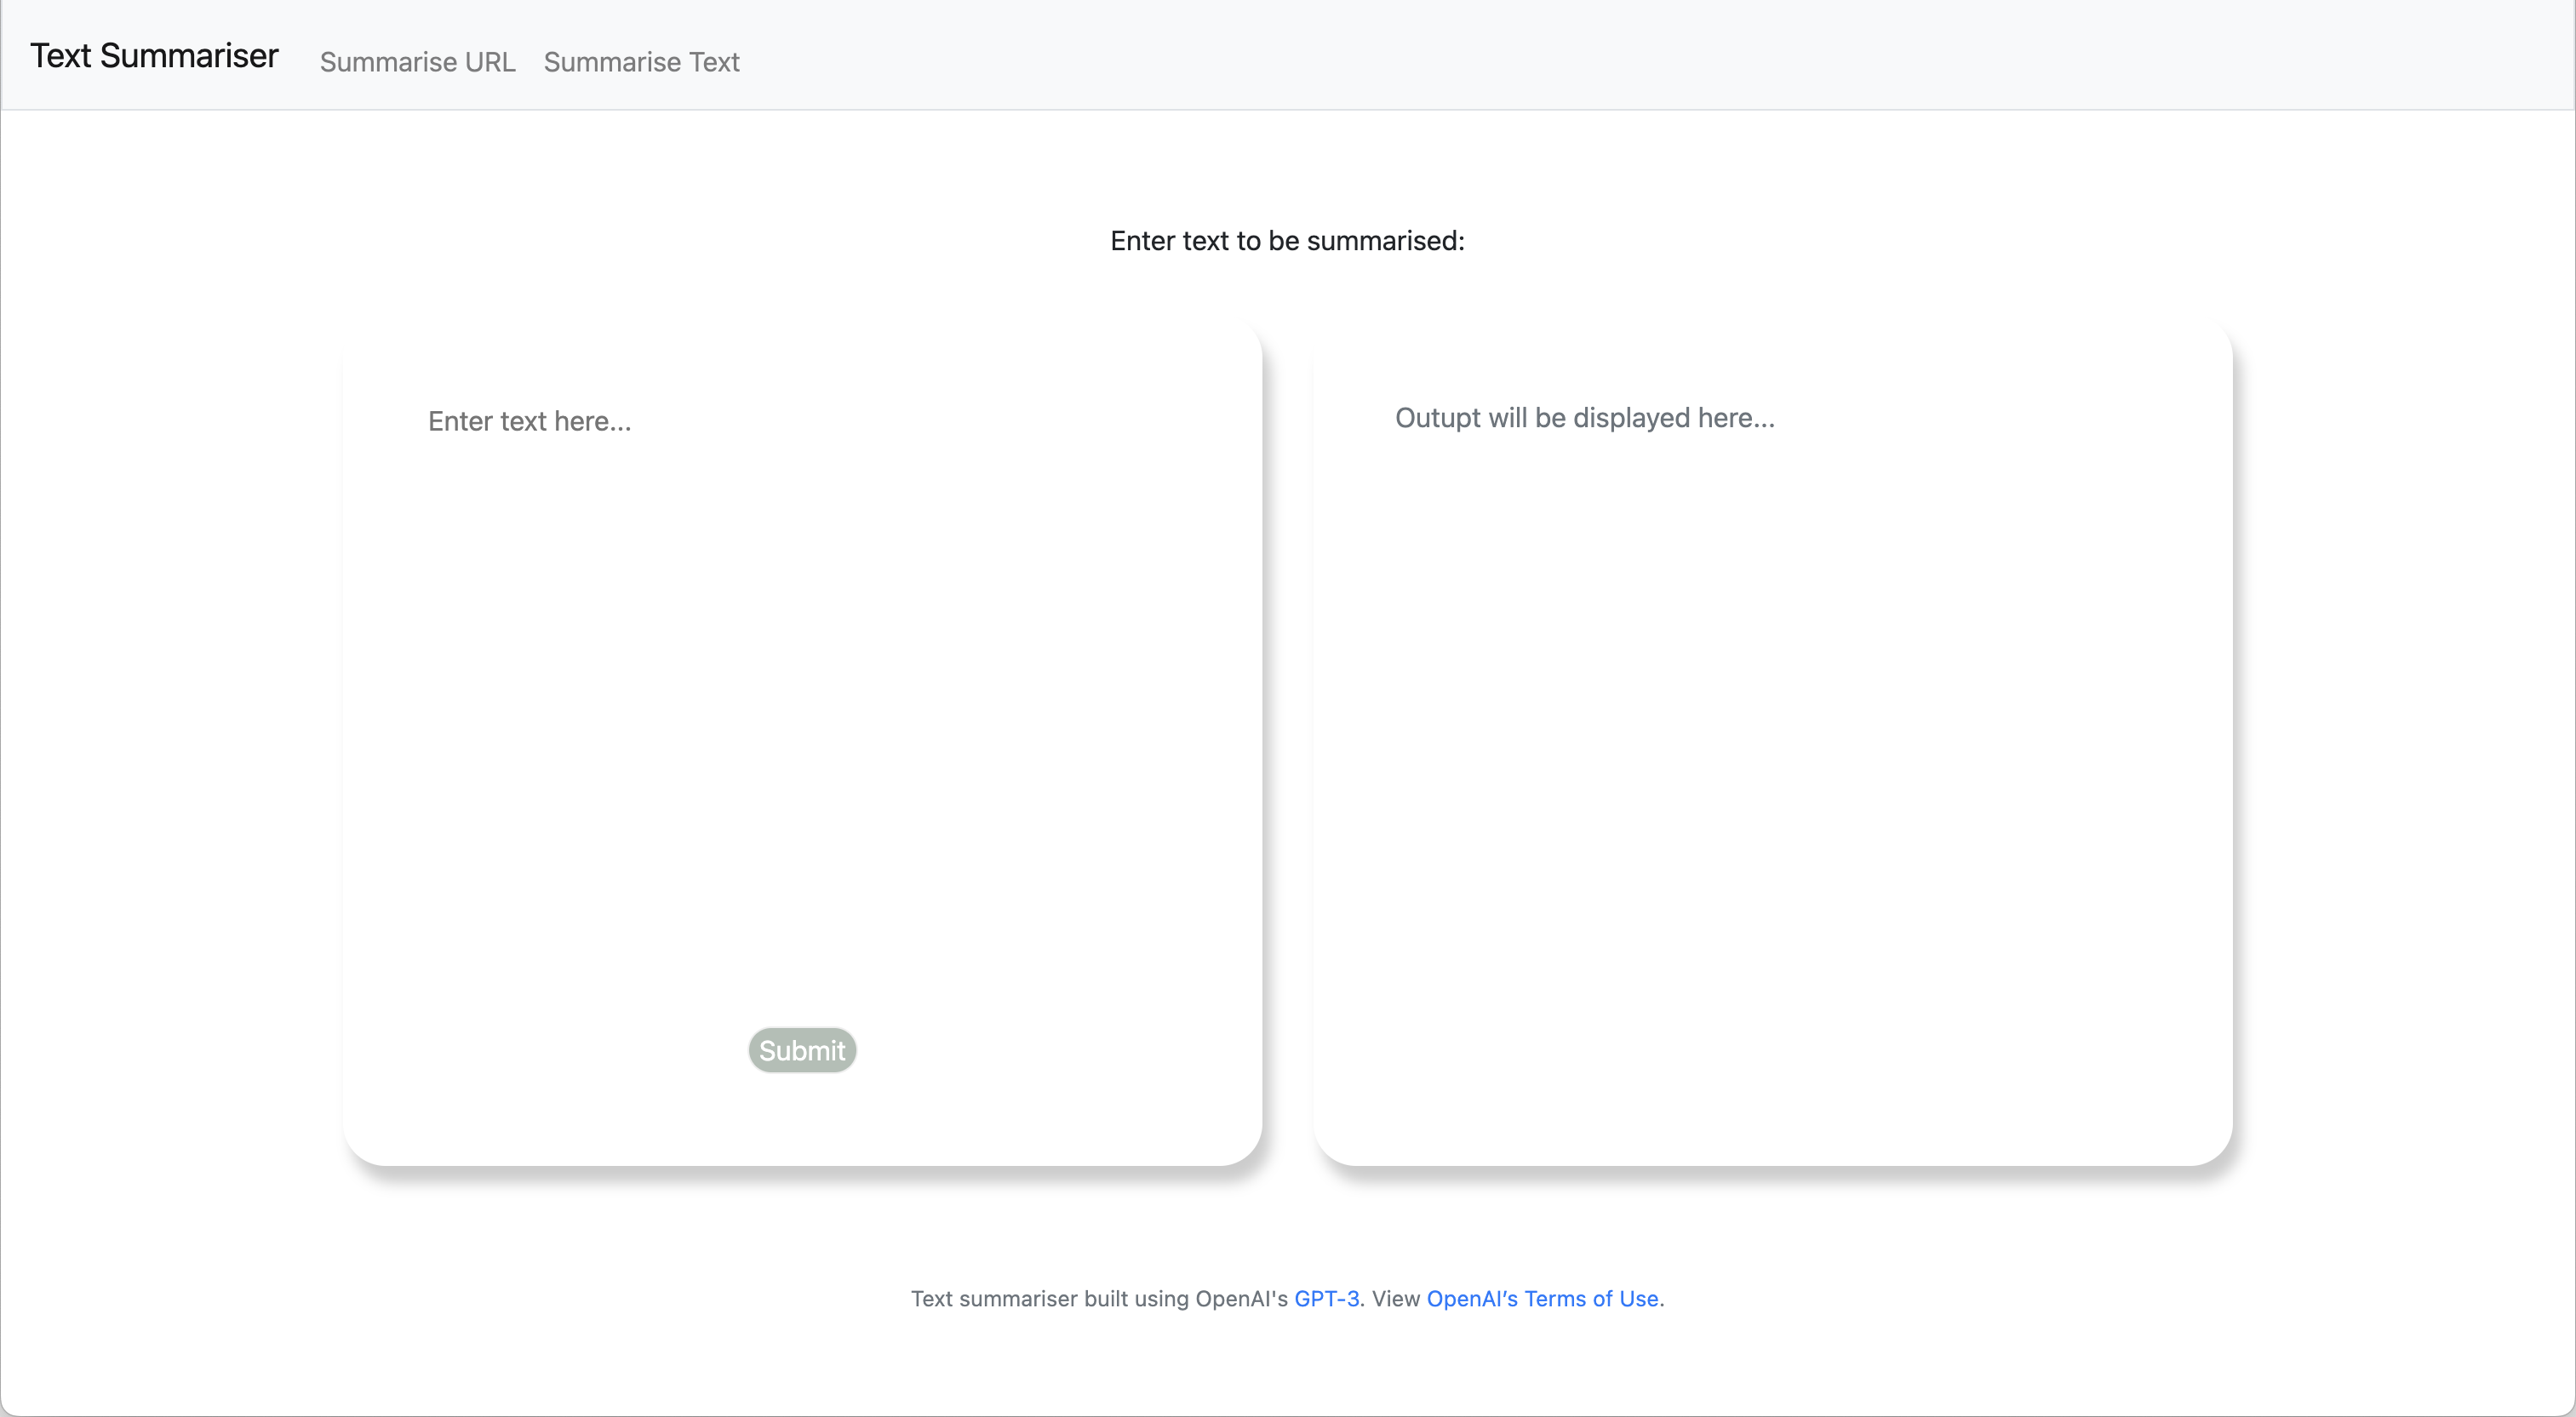 Text Summariser
Summarise URL
Summarise Text
Enter text to be summarised:
Enter text here...
Outupt will be displayed here...
Submit
Text summariser built using OpenAI's GPT-3. View OpenAI’s Terms of Use.